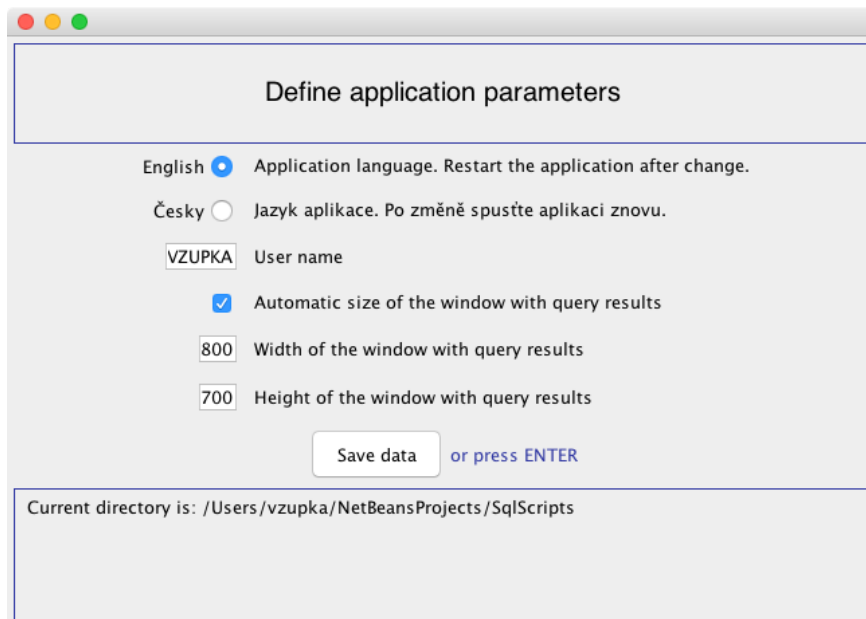 Define application parameters
English Application language. Restart the application after change.
Česky Jazyk aplikace. Po změně spusťte aplikaci znovu.
VZUPKA User name
Automatic size of the window with query results
800 Width of the window with query results
700 Height of the window with query results
Save data or press ENTER
Current directory is: /Users/vzupka/NetBeansProjects/SqlScripts